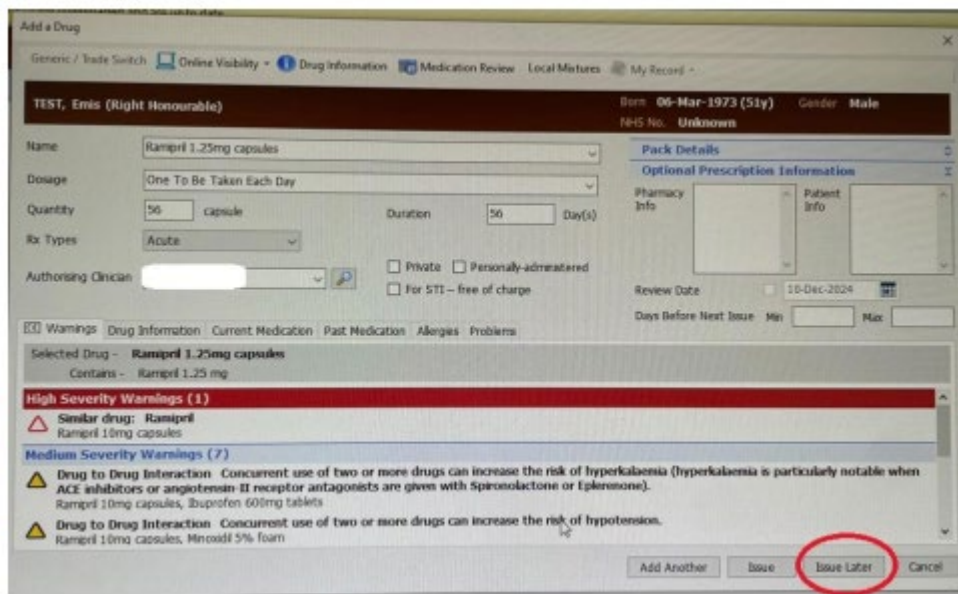 Add a Drug
Generic / Trade Switch Online Visibility Drug Information Medication Review Local Mixtures My Record
TEST, Emis (Right Honourable) Born 06-Mar-1973 (51y) Gender Male
NHS No. Unknown
Name Ramipril 1.25mg capsules
Pack Details
Optional Prescription Information
Dosage One To Be Taken Each Day
Pharmacy Info Patient Info
Quantity 56 capsule Duration 56 Day(s)
Rx Types Acute
Authorising Clinician Private Personally-administered
For STI – free of charge
Review Date 10-Dec-2024
Days Before Next Issue Min Max
Warnings Drug Information Current Medication Past Medication Allergies Problems
Selected Drug - Ramipril 1.25mg capsules
Contains - Ramipril 1.25 mg
High Severity Warnings (1)
Similar drug: Ramipril
Ramipril 10mg capsules
Medium Severity Warnings (7)
Drug to Drug Interaction Concurrent use of two or more drugs can increase the risk of hyperkalaemia (hyperkalaemia is particularly notable when
ACE inhibitors or angiotensin-II receptor antagonists are given with Spironolactone or Eplerenone).
Ramipril 10mg capsules, Ibuprofen 600mg tablets
Drug to Drug Interaction Concurrent use of two or more drugs can increase the risk of hypotension.
Ramipril 10mg capsules, Minoxidil 5% foam
Add Another Issue Issue Later Cancel